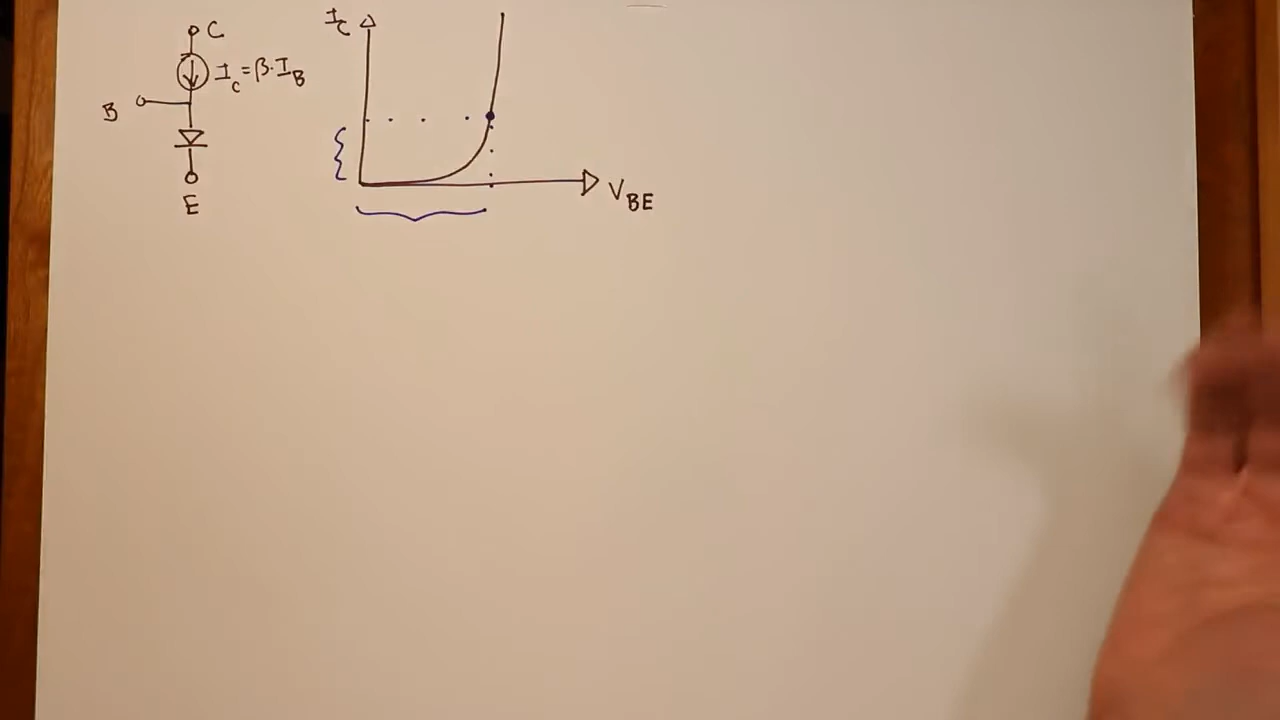 C
I_C = β·I_B
B
E
I_C
V_BE